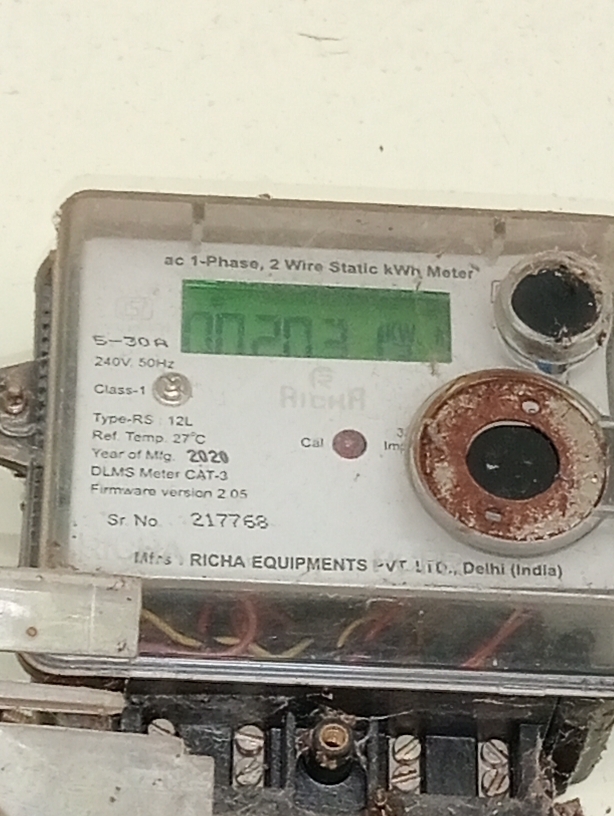 ac 1-Phase, 2 Wire Static kWh Meter
5-30A
240V, 50Hz
Class-1
RICHA
Type-RS : 12L
Ref. Temp. 27°C
Cal
Year of Mfg. 2020
DLMS Meter CAT-3
Firmware version 2.05
Sr. No. 217768
Mfrs : RICHA EQUIPMENTS PVT. LTD., Delhi (India)